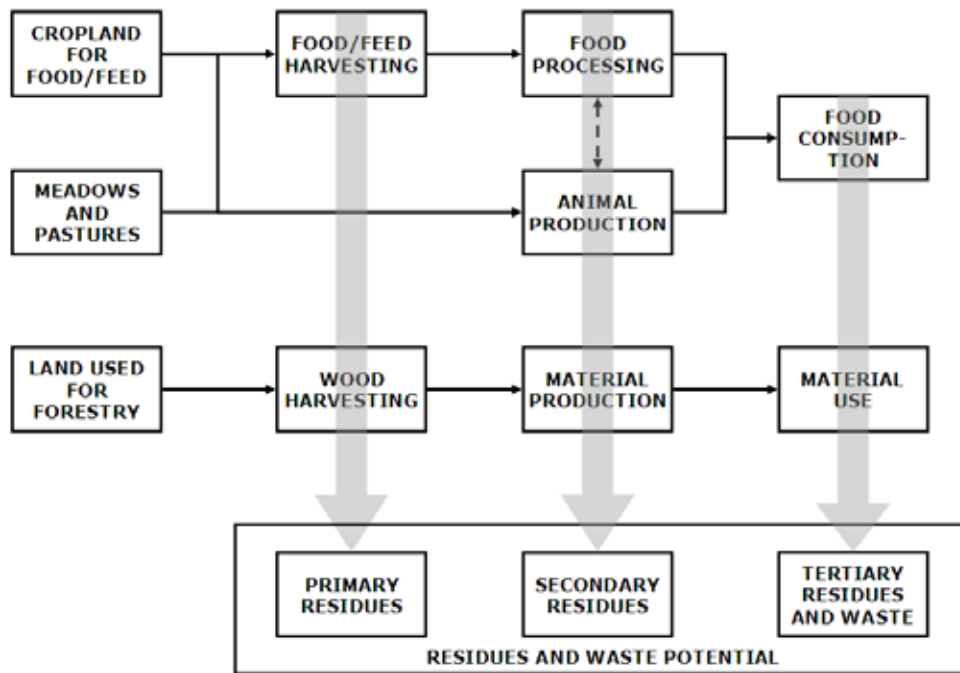 CROPLAND
FOR
FOOD/FEED
FOOD/FEED
HARVESTING
FOOD
PROCESSING
FOOD
CONSUMP-
TION
MEADOWS
AND
PASTURES
ANIMAL
PRODUCTION
LAND USED
FOR
FORESTRY
WOOD
HARVESTING
MATERIAL
PRODUCTION
MATERIAL
USE
PRIMARY
RESIDUES
SECONDARY
RESIDUES
TERTIARY
RESIDUES
AND WASTE
RESIDUES AND WASTE POTENTIAL